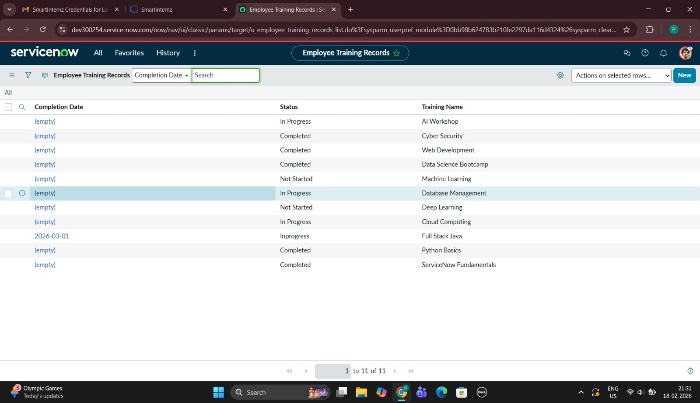 SmartInternz Credentials for La
Smartinternz
Employee Training Records | Se
dev300254.service-now.com/now/nav/ui/classic/params/target/u_employee_training_records_list.do%3Fsysparm_userpref_module%3D0bb98b624783b210b2297da116d4324%26sysparm_clear...
servicenow All Favorites History Employee Training Records
Employee Training Records Completion Date Search Actions on selected rows... New
All
Completion Date Status Training Name
(empty) In Progress AI Workshop
(empty) Completed Cyber Security
(empty) Completed Web Development
(empty) Completed Data Science Bootcamp
(empty) Not Started Machine Learning
(empty) In Progress Database Management
(empty) Not Started Deep Learning
(empty) In Progress Cloud Computing
2026-03-01 Inprogress Full Stack Java
(empty) Completed Python Basics
(empty) Completed ServiceNow Fundamentals
1 to 11 of 11
Olympic Games
Today's updates
Search
ENG
US
21:31
18-02-2026